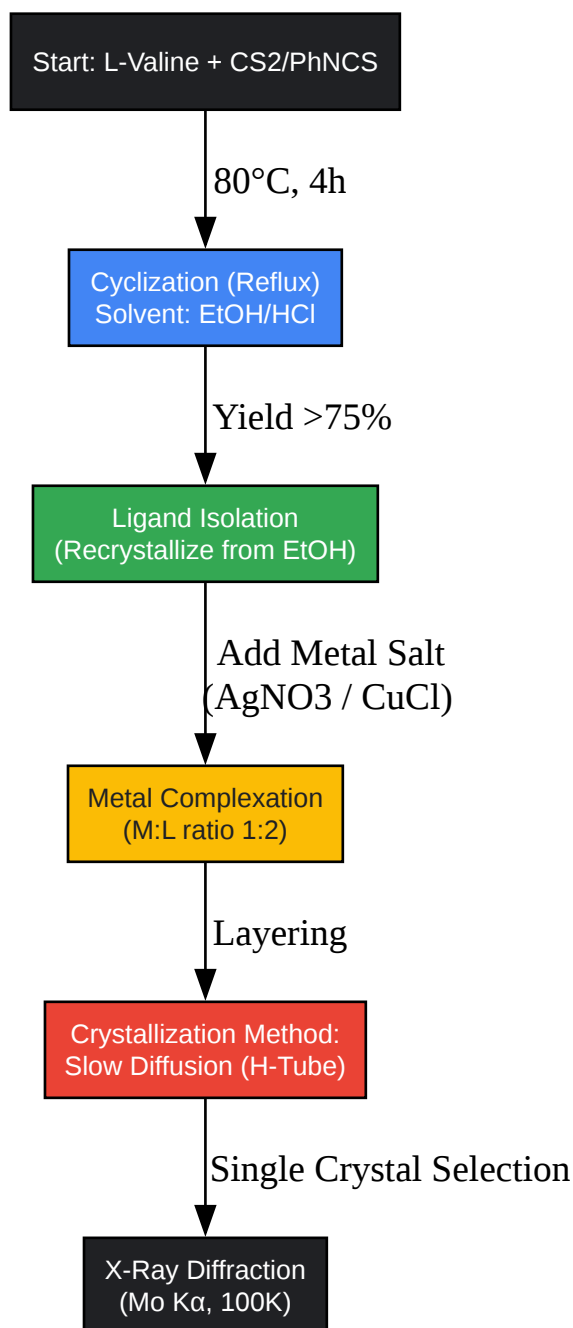 Start: L-Valine + CS2/PhNCS
80°C, 4h
Cyclization (Reflux)
Solvent: EtOH/HCl
Yield >75%
Ligand Isolation
(Recrystallize from EtOH)
Add Metal Salt
(AgNO3 / CuCl)
Metal Complexation
(M:L ratio 1:2)
Layering
Crystallization Method:
Slow Diffusion (H-Tube)
Single Crystal Selection
X-Ray Diffraction
(Mo Kα, 100K)